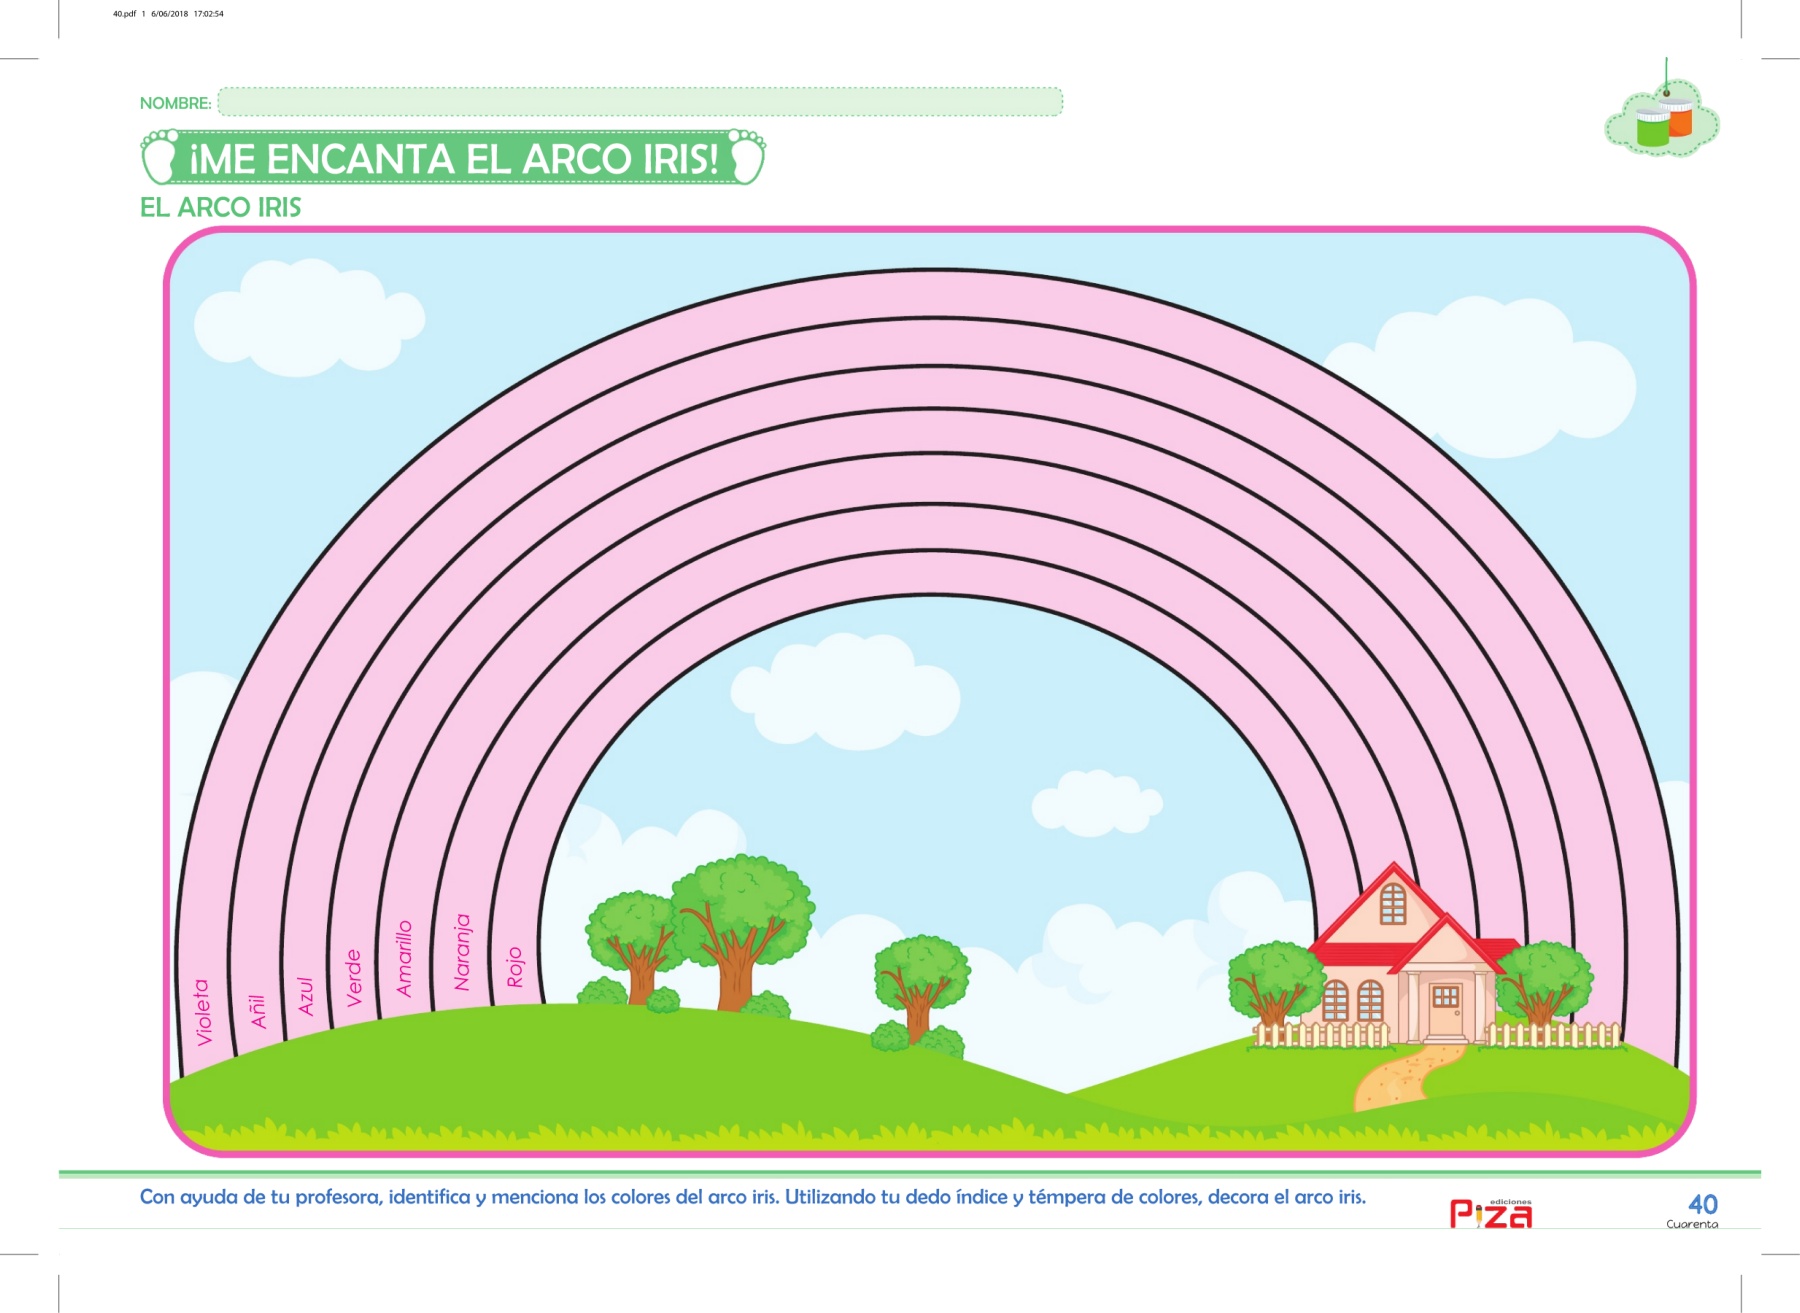 40.pdf 1 6/06/2018 17:02:54
NOMBRE:
¡ME ENCANTA EL ARCO IRIS!
EL ARCO IRIS
Violeta
Añil
Azul
Verde
Amarillo
Naranja
Rojo
Con ayuda de tu profesora, identifica y menciona los colores del arco iris. Utilizando tu dedo índice y témpera de colores, decora el arco iris.
ediciones
Piza
40
Cuarenta